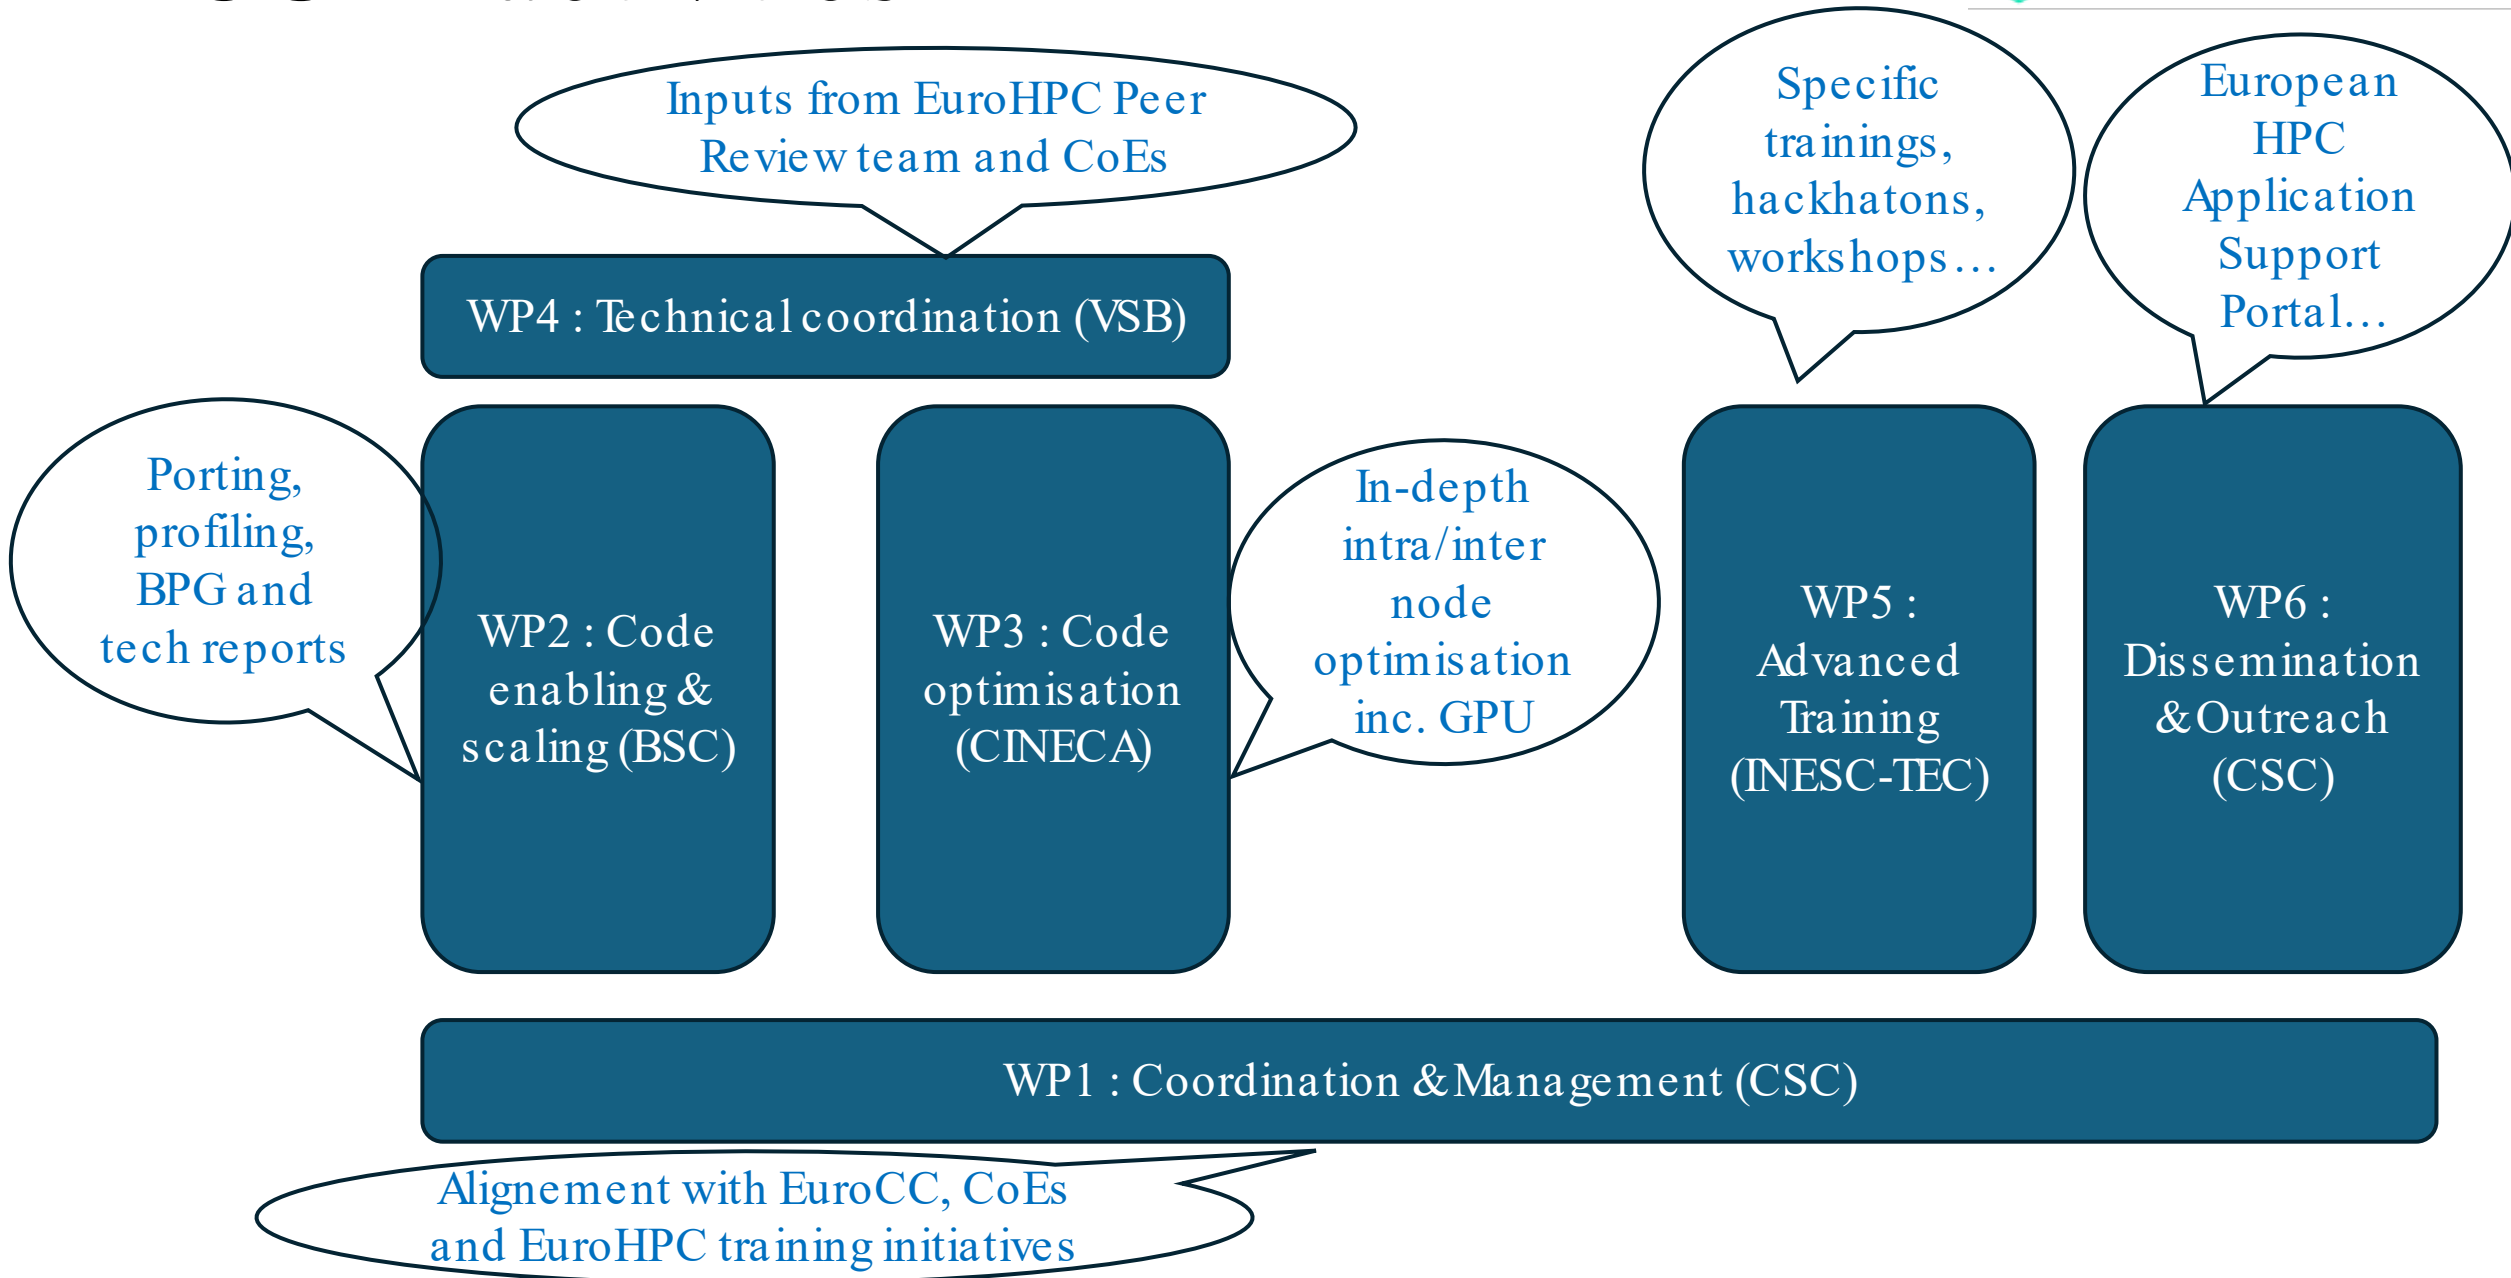 Inputs from EuroHPC Peer
Review team and CoEs
Specific
trainings,
hackhatons,
workshops…
European
HPC
Application
Support
Portal…
WP4 : Technical coordination (VSB)
Porting,
profiling,
BPG and
tech reports
WP2 : Code
enabling &
scaling (BSC)
WP3 : Code
optimisation
(CINECA)
In-depth
intra/inter
node
optimisation
inc. GPU
WP5 :
Advanced
Training
(INESC-TEC)
WP6 :
Dissemination
& Outreach
(CSC)
WP1 : Coordination & Management (CSC)
Alignement with EuroCC, CoEs
and EuroHPC training initiatives